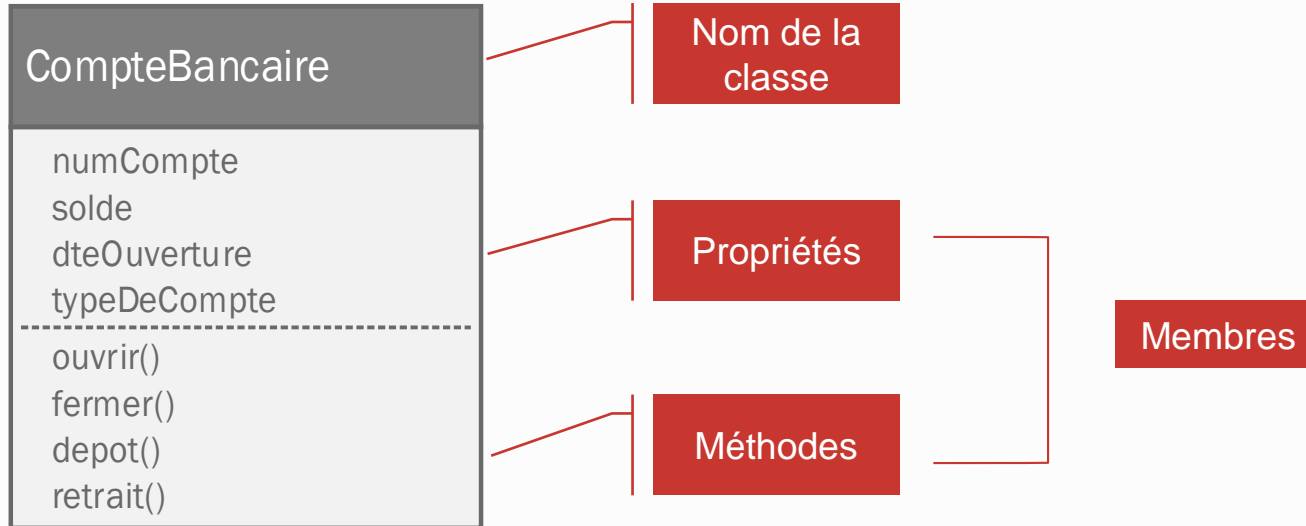 CompteBancaire
Nom de la
classe
numCompte
solde
dteOuverture
typeDeCompte
Propriétés
Membres
ouvrir()
fermer()
depot()
retrait()
Méthodes